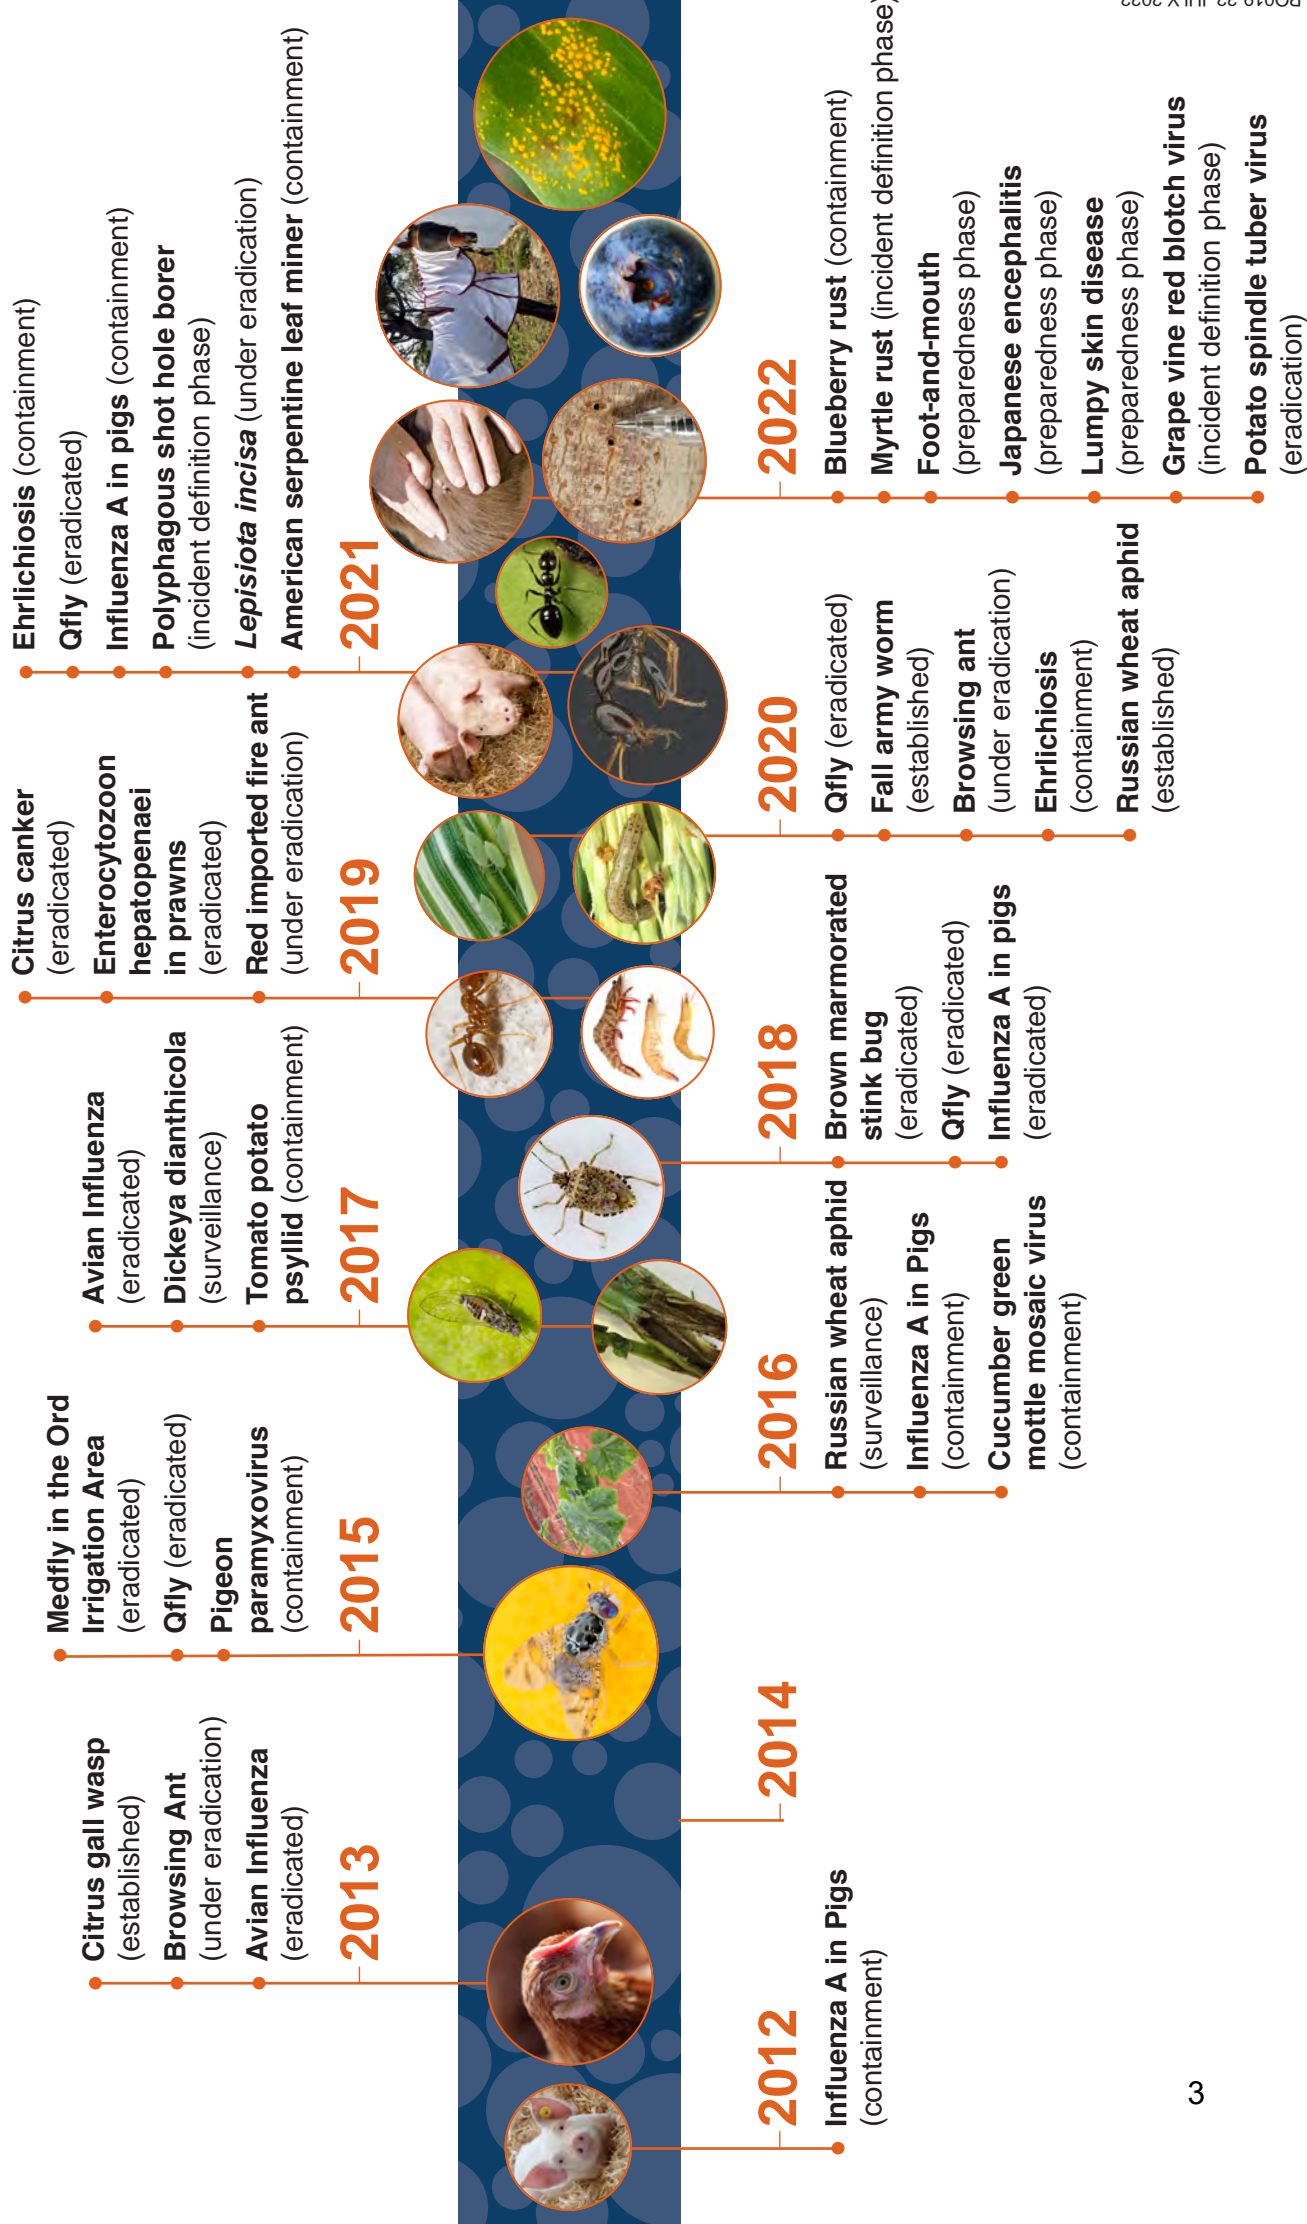 Citrus gall wasp
(established)
Browsing Ant
(under eradication)
Avian Influenza
(eradicated)
2013
Medfly in the Ord
Irrigation Area
(eradicated)
Qfly (eradicated)
Pigeon
paramyxovirus
(containment)
2015
Avian Influenza
(eradicated)
Dickeya dianthicola
(surveillance)
Tomato potato
psyllid (containment)
2017
Citrus canker
(eradicated)
Enterocytozoon
hepatopenaei
in prawns
(eradicated)
Red imported fire ant
(under eradication)
2019
Ehrlichiosis (containment)
Qfly (eradicated)
Influenza A in pigs (containment)
Polyphagous shot hole borer
(incident definition phase)
Lepisiota incisa (under eradication)
American serpentine leaf miner (containment)
2021
2012
Influenza A in Pigs
(containment)
2014
2016
Russian wheat aphid
(surveillance)
Influenza A in Pigs
(containment)
Cucumber green
mottle mosaic virus
(containment)
2018
Brown marmorated
stink bug
(eradicated)
Qfly (eradicated)
Influenza A in pigs
(eradicated)
2020
Qfly (eradicated)
Fall army worm
(established)
Browsing ant
(under eradication)
Ehrlichiosis
(containment)
Russian wheat aphid
(established)
2022
Blueberry rust (containment)
Myrtle rust (incident definition phase)
Foot-and-mouth
(preparedness phase)
Japanese encephalitis
(preparedness phase)
Lumpy skin disease
(preparedness phase)
Grape vine red blotch virus
(incident definition phase)
Potato spindle tuber virus
(eradication)
3